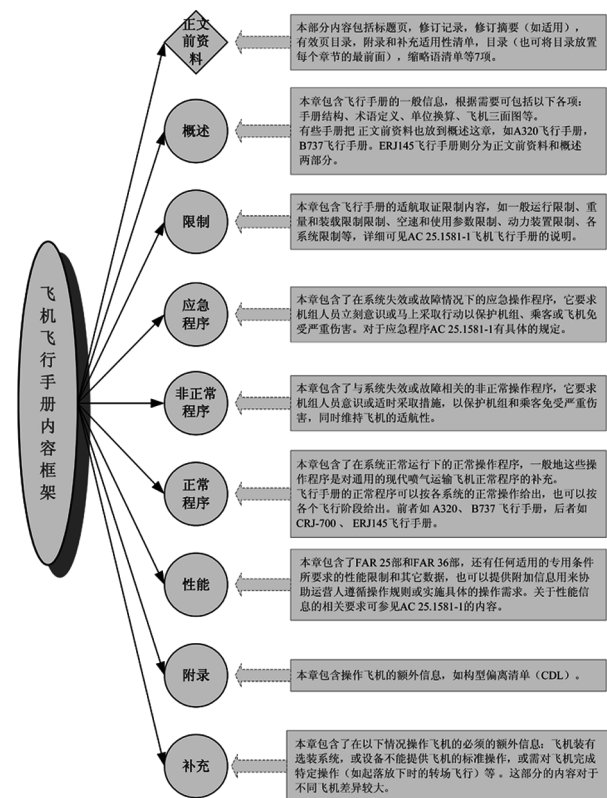 飞机飞行手册内容框架
正文
前资
料
本部分内容包括标题页，修订记录，修订摘要（如适用），
有效页目录，附录和补充适用性清单，目录（也可将目录放置
每个章节的最前面），缩略语清单等7项。
概述
本章包含飞行手册的一般信息，根据需要可包括以下各项：
手册结构、术语定义、单位换算、飞机三面图等。
有些手册把 正文前资料也放到概述这章，如A320飞行手册，
B737飞行手册。ERJ145飞行手册则分为正文前资料和概述
两部分。
限制
本章包含飞行手册的适航取证限制内容，如一般运行限制、重
量和装载限制限制、空速和使用参数限制、动力装置限制、各
系统限制等，详细可见AC 25.1581-1飞机飞行手册的说明。
应急
程序
本章包含了在系统失效或故障情况下的应急操作程序，它要求
机组人员立刻意识或马上采取行动以保护机组、乘客或飞机免
受严重伤害。对于应急程序AC 25.1581-1有具体的规定。
非正常
程序
本章包含了与系统失效或故障相关的非正常操作程序，它要求
机组人员意识或适时采取措施，以保护机组和乘客免受严重伤
害，同时维持飞机的适航性。
正常
程序
本章包含了在系统正常运行下的正常操作程序，一般地这些操
作程序是对通用的现代喷气运输飞机正常程序的补充。
飞行手册的正常程序可以按各系统的正常操作给出，也可以按
各个飞行阶段给出。前者如 A320、 B737 飞行手册，后者如
CRJ-700 、 ERJ145飞行手册。
性能
本章包含了FAR 25部和FAR 36部，还有任何适用的专用条件
所要求的性能限制和其它数据，也可以提供附加信息用来协
助运营人遵循操作规则或实施具体的操作需求。关于性能信
息的相关要求可参见AC 25.1581-1的内容。
附录
本章包含操作飞机的额外信息，如构型偏离清单（CDL）。
补充
本章包含了在以下情况操作飞机的必须的额外信息：飞机装有
选装系统，或设备不能提供飞机的标准操作，或需对飞机完成
特定操作（如起落放下时的转场飞行）等 。这部分的内容对于
不同飞机差异较大。